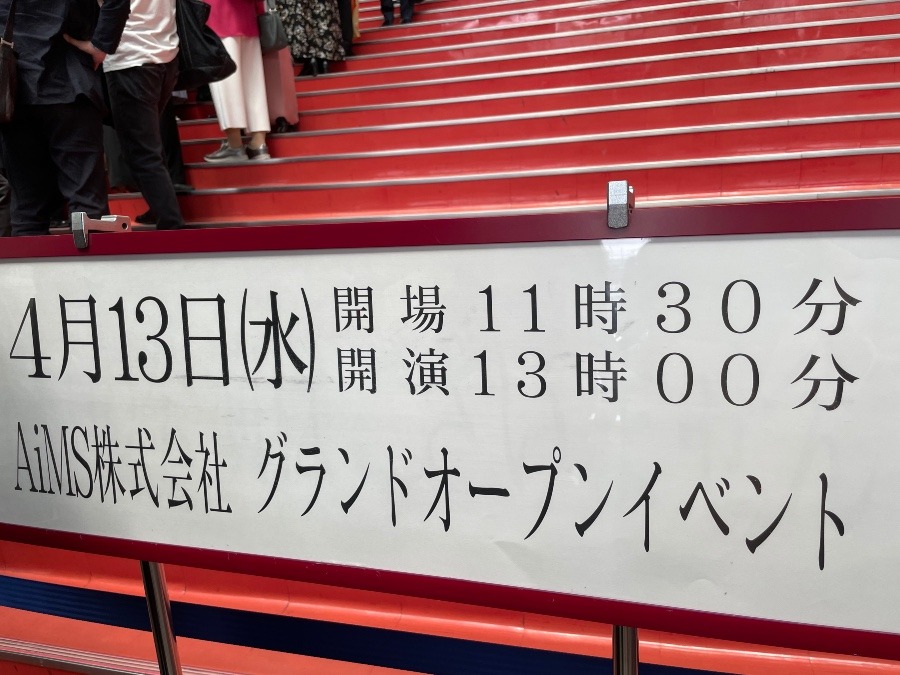 4月13日(水) 開場 11時30分
開演 13時00分
AiMS株式会社 グランドオープンイベント